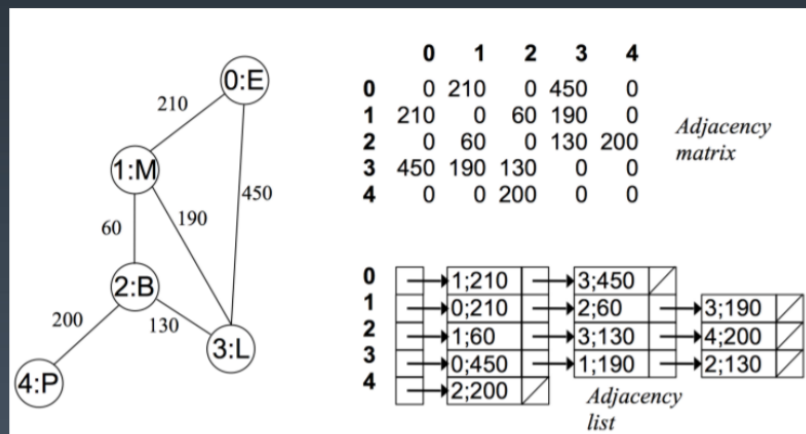 0:E
210
1:M
450
190
60
2:B
200
130
3:L
4:P
0 1 2 3 4
0 0 210 0 450 0
1 210 0 60 190 0
2 0 60 0 130 200
3 450 190 130 0 0
4 0 0 200 0 0
Adjacency
matrix
0 1;210 3;450
1 0;210 2;60 3;190
2 1;60 3;130 4;200
3 0;450 1;190 2;130
4 2;200
Adjacency
list